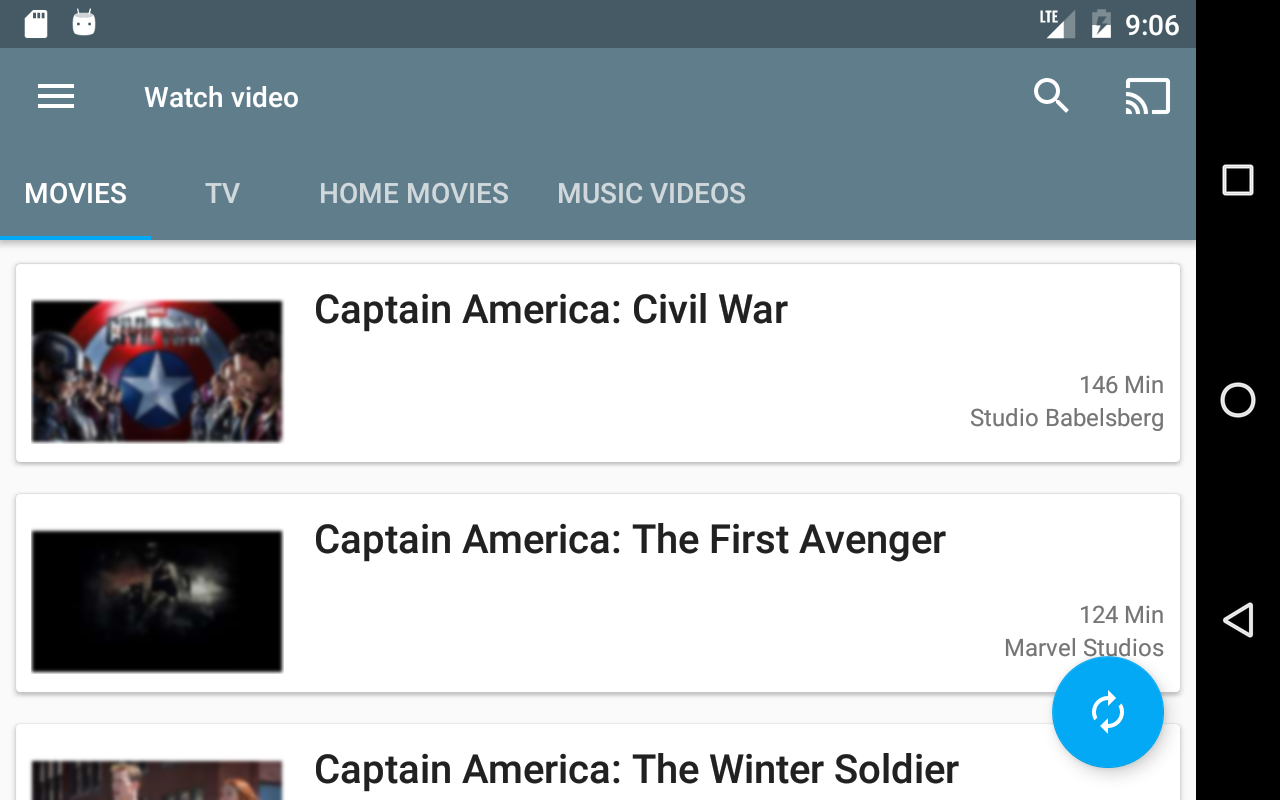 LTE 9:06
Watch video
MOVIES TV HOME MOVIES MUSIC VIDEOS
CIVIL WAR
Captain America: Civil War
146 Min
Studio Babelsberg
Captain America: The First Avenger
124 Min
Marvel Studios
Captain America: The Winter Soldier